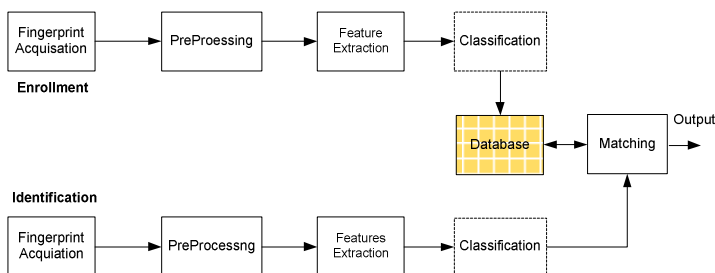 Fingerprint
Acquisation
PreProessing
Feature
Extraction
Classification
Enrollment
Database
Matching
Output
Identification
Fingerprint
Acquiation
PreProcessng
Features
Extraction
Classification